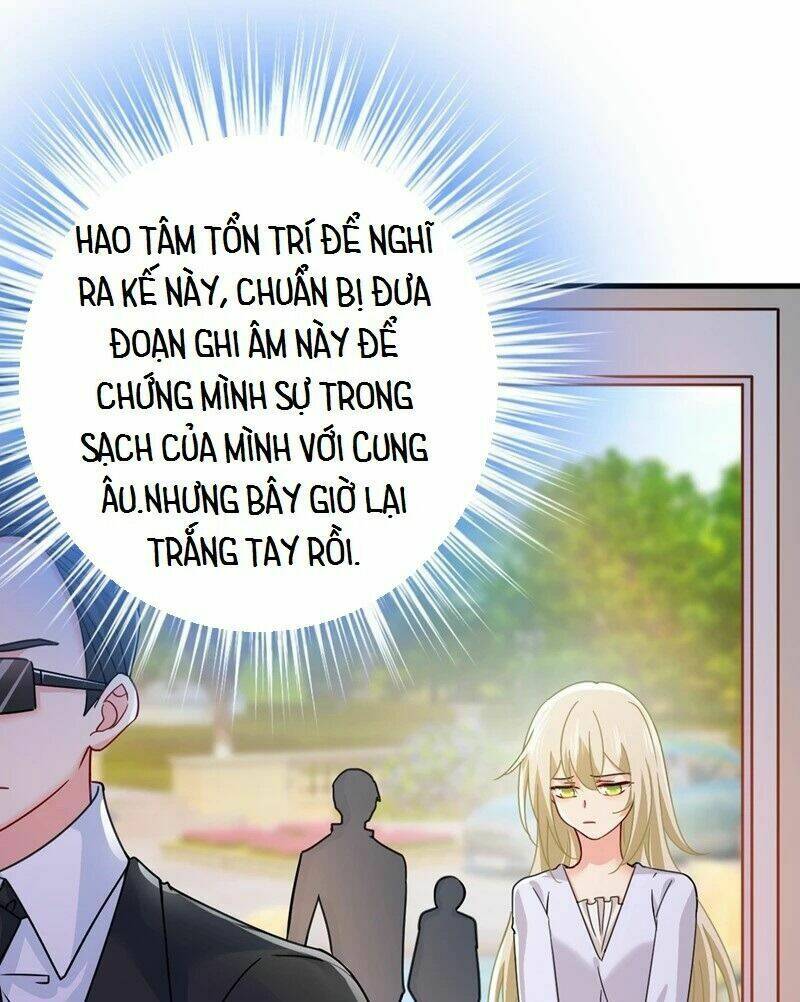 HAO TÂM TỔN TRÍ ĐỂ NGHĨ
RA KẾ NÀY, CHUẨN BỊ ĐƯA
ĐOẠN GHI ÂM NÀY ĐỂ
CHỨNG MÌNH SỰ TRONG
SẠCH CỦA MÌNH VỚI CUNG
ÂU.NHƯNG BÂY GIỜ LẠI
TRẮNG TAY RỒI.